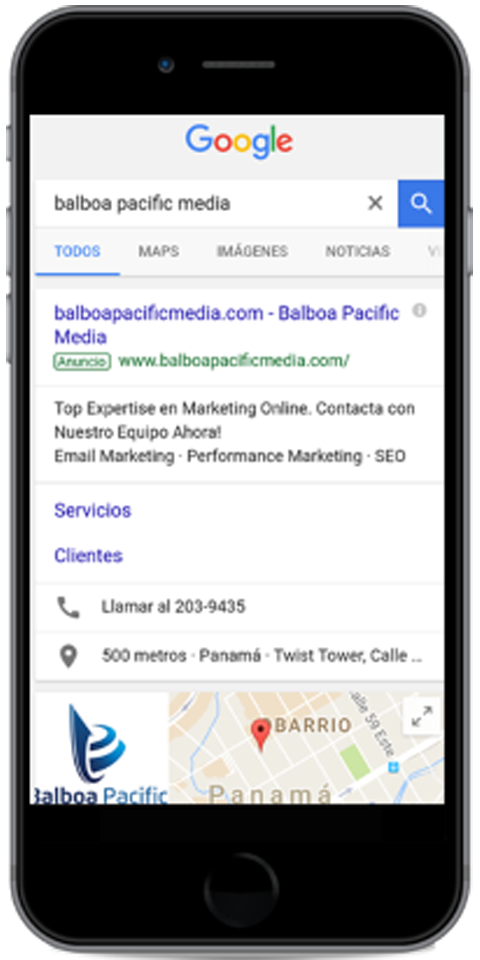 Google
balboa pacific media
TODOS MAPS IMÁGENES NOTICIAS
balboapacificmedia.com - Balboa Pacific
Media
Anuncio www.balboapacificmedia.com/
Top Expertise en Marketing Online. Contacta con
Nuestro Equipo Ahora!
Email Marketing · Performance Marketing · SEO
Servicios
Clientes
Llamar al 203-9435
500 metros · Panamá · Twist Tower, Calle ...
BARRIO
alle 59 Este
Panamá
Balboa Pacific